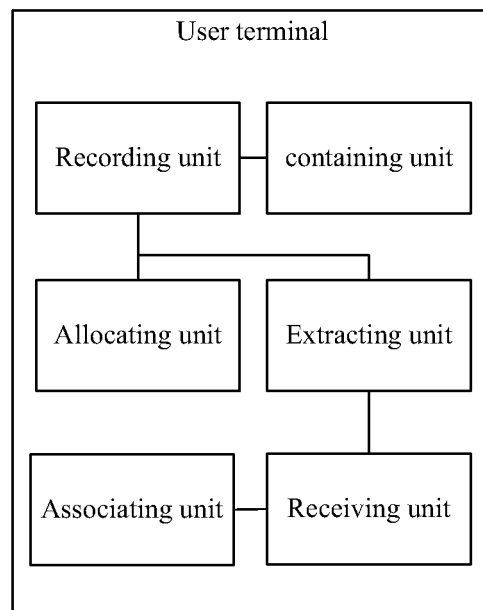 User terminal
Recording unit
containing unit
Allocating unit
Extracting unit
Associating unit
Receiving unit